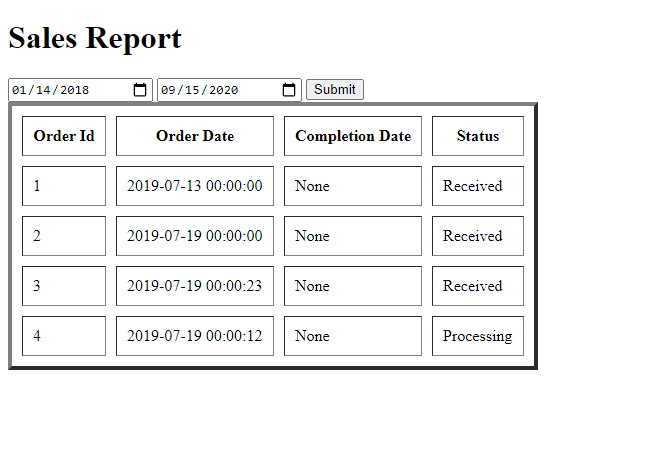 Sales Report
01/14/2018 09/15/2020 Submit
Order Id Order Date Completion Date Status
1 2019-07-13 00:00:00 None Received
2 2019-07-19 00:00:00 None Received
3 2019-07-19 00:00:23 None Received
4 2019-07-19 00:00:12 None Processing